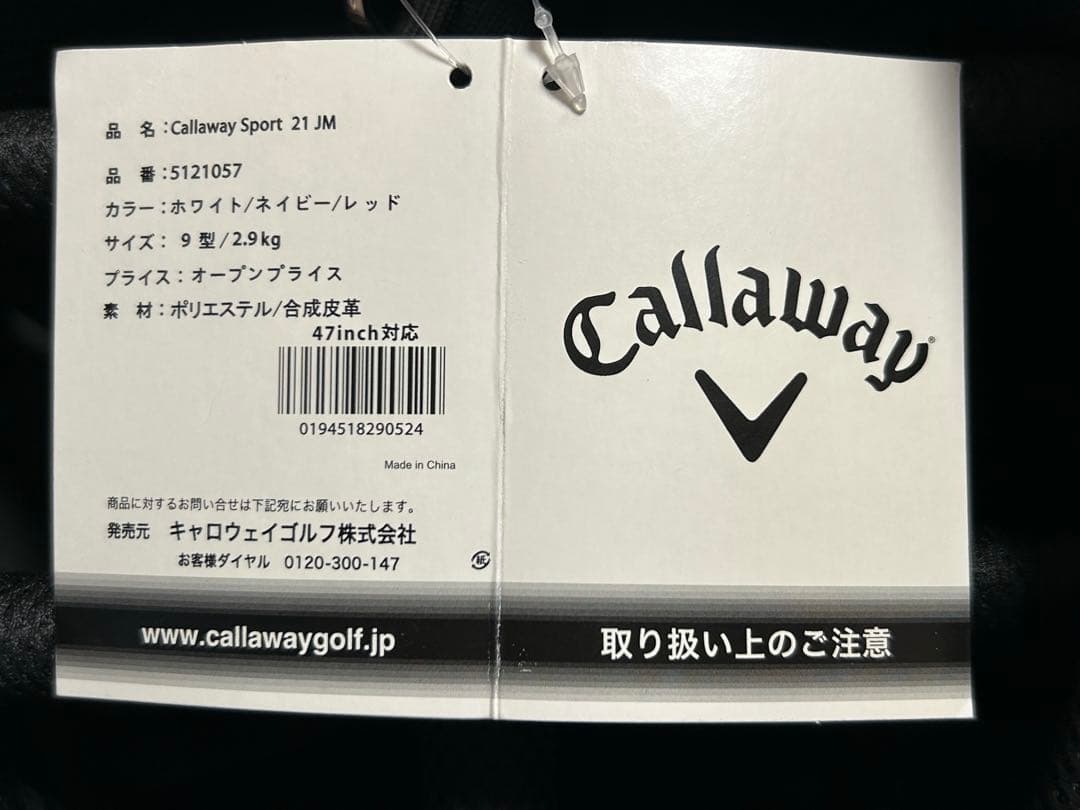 品 名:Callaway Sport 21 JM
品 番:5121057
カラー:ホワイト/ネイビー/レッド
サイズ: 9 型/2.9kg
プライス:オープンプライス
素 材:ポリエステル/合成皮革
47inch対応
0194518290524
Made in China
商品に対するお問い合せは下記宛にお願いいたします。
発売元 キャロウェイゴルフ株式会社
お客様ダイヤル 0120-300-147
紙
www.callawaygolf.jp
Callaway®
取り扱い上のご注意